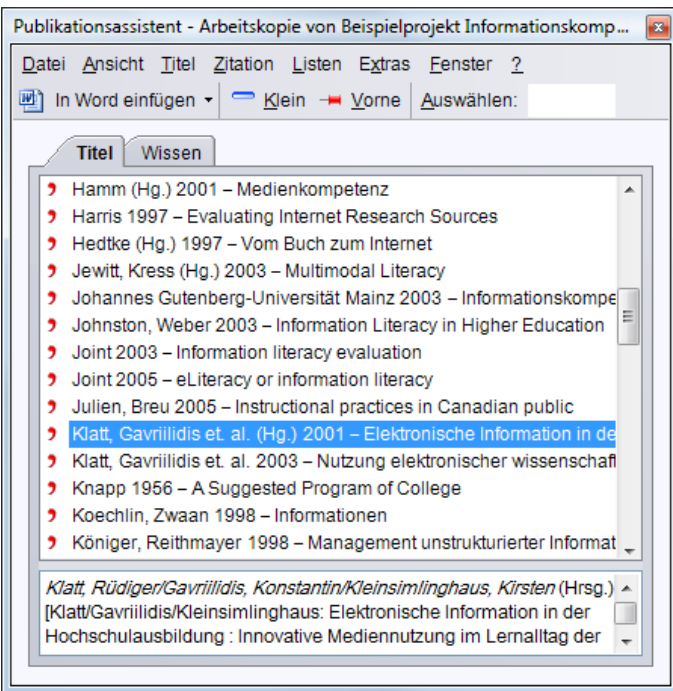 Publikationsassistent - Arbeitskopie von Beispielprojekt Informationskomp...
Datei Ansicht Titel Zitation Listen Extras Fenster ?
In Word einfügen Klein Vorne Auswählen:
Titel Wissen
Hamm (Hg.) 2001 – Medienkompetenz
Harris 1997 – Evaluating Internet Research Sources
Hedtke (Hg.) 1997 – Vom Buch zum Internet
Jewitt, Kress (Hg.) 2003 – Multimodal Literacy
Johannes Gutenberg-Universität Mainz 2003 – Informationskompe
Johnston, Weber 2003 – Information Literacy in Higher Education
Joint 2003 – Information literacy evaluation
Joint 2005 – eLiteracy or information literacy
Julien, Breu 2005 – Instructional practices in Canadian public
Klatt, Gavriilidis et. al. (Hg.) 2001 – Elektronische Information in de
Klatt, Gavriilidis et. al. 2003 – Nutzung elektronischer wissenschaft
Knapp 1956 – A Suggested Program of College
Koechlin, Zwaan 1998 – Informationen
Königer, Reithmayer 1998 – Management unstrukturierter Informat
Klatt, Rüdiger/Gavriilidis, Konstantin/Kleinsimlinghaus, Kirsten (Hrsg.)
[Klatt/Gavriilidis/Kleinsimlinghaus: Elektronische Information in der
Hochschulausbildung : Innovative Mediennutzung im Lernalltag der